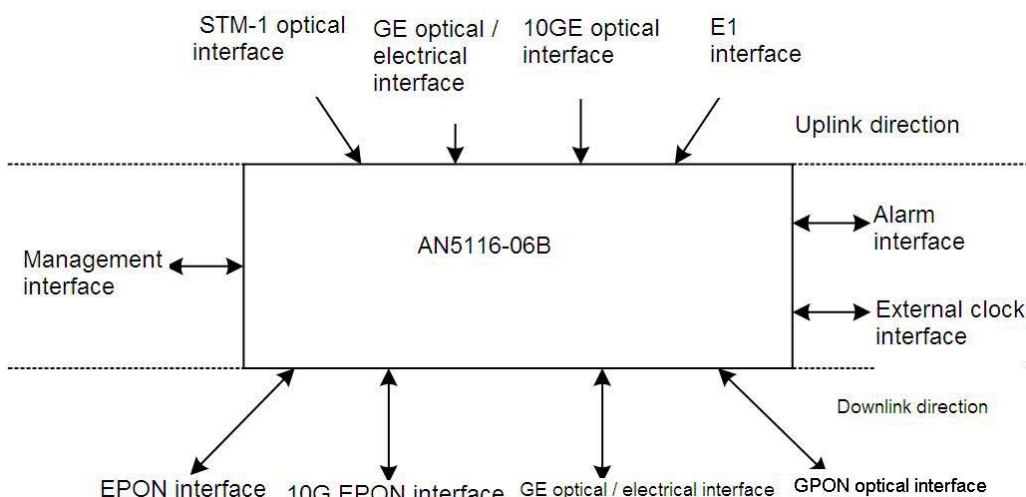 STM-1 optical
interface
GE optical /
electrical
interface
10GE optical
interface
E1
interface
Uplink direction
AN5116-06B
Management
interface
Alarm
interface
External clock
interface
Downlink direction
EPON interface
10G EPON interface
GE optical / electrical interface
GPON optical interface